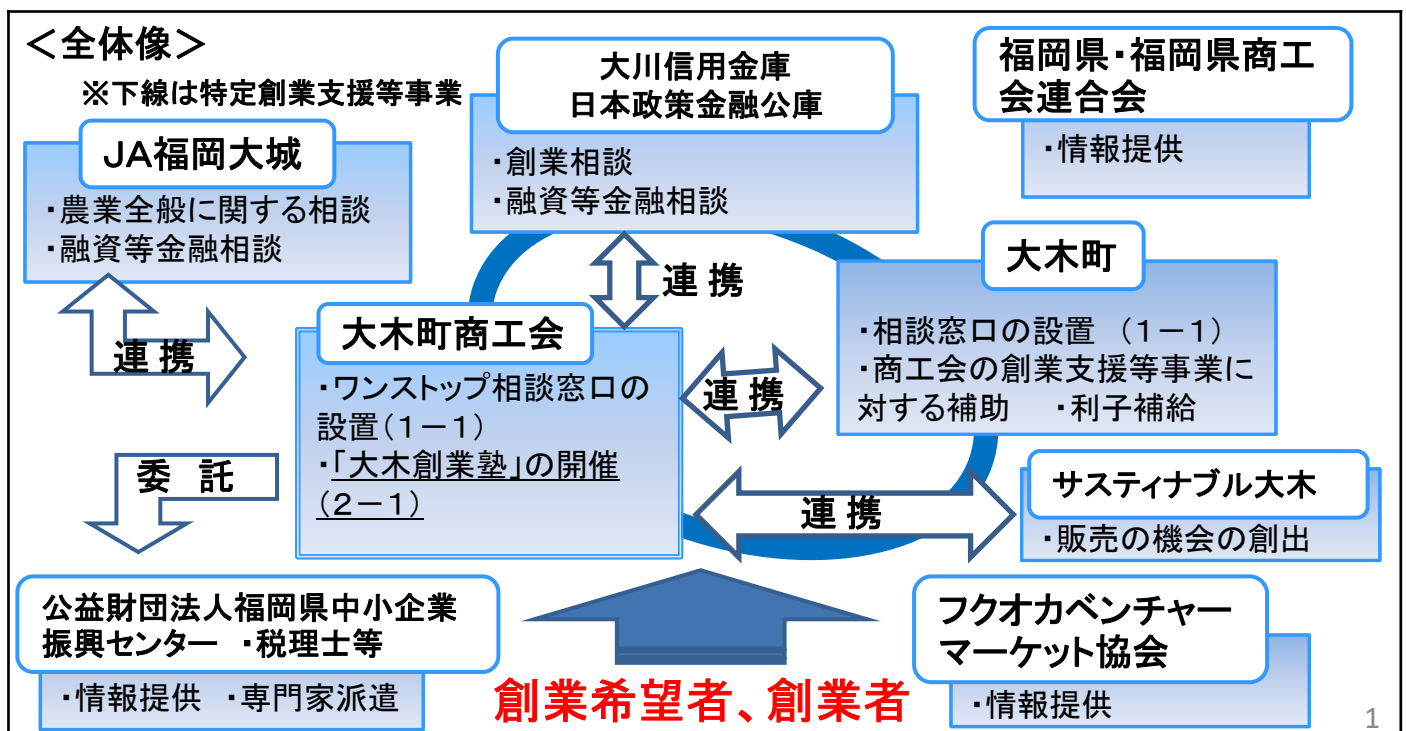 ＜全体像＞
※下線は特定創業支援等事業
大川信用金庫
日本政策金融公庫
・創業相談
・融資等金融相談
福岡県・福岡県商工
会連合会
・情報提供
JA福岡大城
・農業全般に関する相談
・融資等金融相談
連 携
連 携
大木町
・相談窓口の設置 （１－１）
・商工会の創業支援等事業に
対する補助 ・利子補給
大木町商工会
・ワンストップ相談窓口の
設置（１－１）
・「大木創業塾」の開催
（２－１）
連 携
委 託
連 携
サスティナブル大木
・販売の機会の創出
公益財団法人福岡県中小企業
振興センター ・税理士等
・情報提供 ・専門家派遣
創業希望者、創業者
フクオカベンチャー
マーケット協会
・情報提供
1